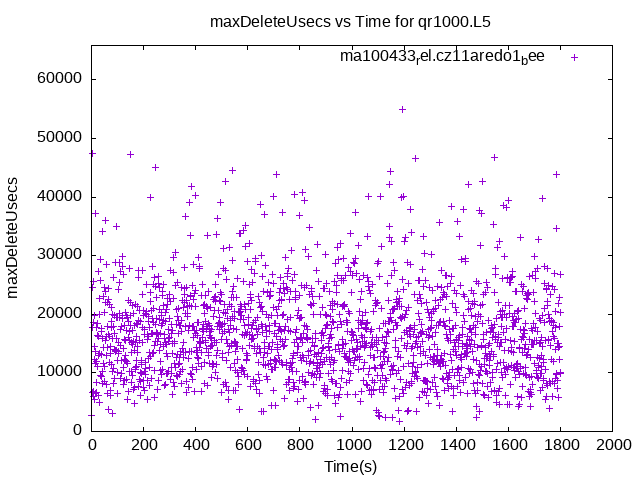 maxDeleteUsecs vs Time for qr1000.L5
ma100433rel.cz11aredo1bee
60000
50000
40000
30000
20000
10000
0
maxDeleteUsecs
0 200 400 600 800 1000 1200 1400 1600 1800 2000
Time(s)